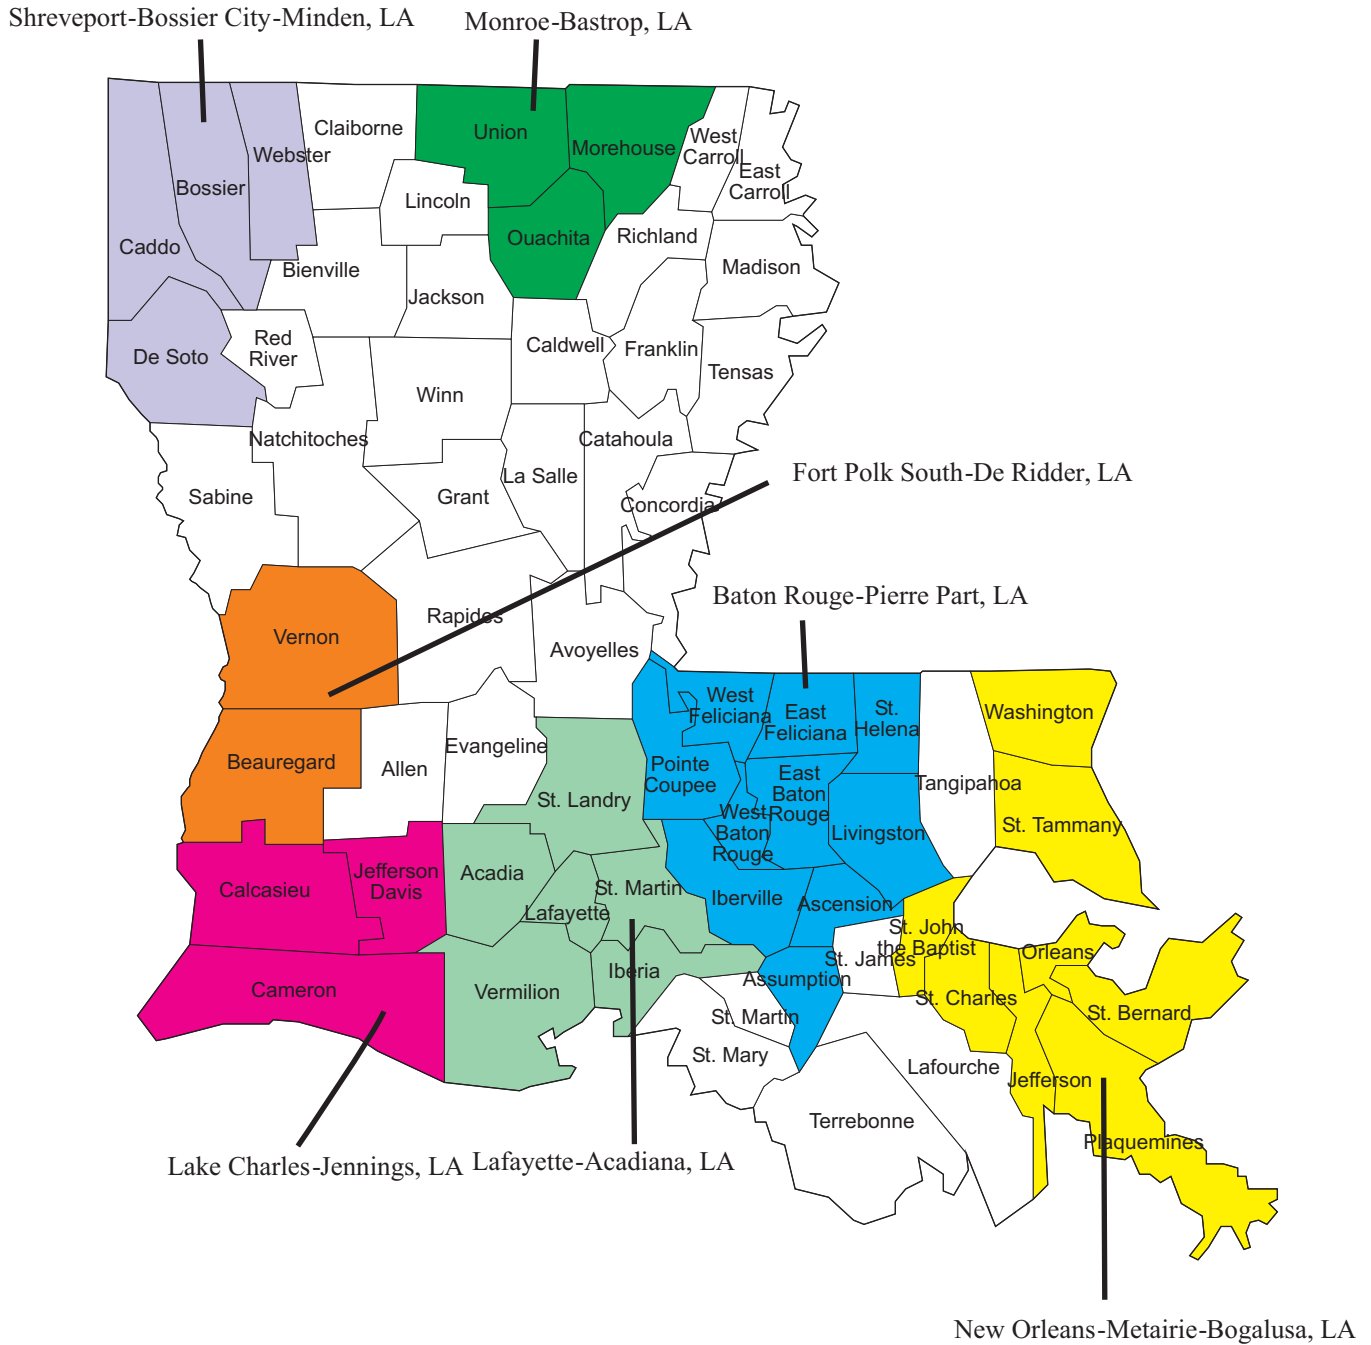 Shreveport-Bossier City-Minden, LA
Monroe-Bastrop, LA
Claiborne
Union
Morehouse
West
Carroll
Webster
East
Carroll
Bossier
Lincoln
Caddo
Ouachita
Richland
Bienville
Madison
Jackson
De Soto
Red
River
Caldwell
Franklin
Tensas
Winn
Natchitoches
Catahoula
Sabine
Grant
La Salle
Concordia
Fort Polk South-De Ridder, LA
Vernon
Rapides
Avoyelles
Baton Rouge-Pierre Part, LA
West
Feliciana
East
Feliciana
St.
Helena
Washington
Beauregard
Allen
Evangeline
Pointe
Coupee
East
Baton
Rouge
Tangipahoa
St. Landry
West
Baton
Rouge
Livingston
St. Tammany
Calcasieu
Jefferson
Davis
Acadia
Lafayette
St. Martin
Iberville
Ascension
St. John
the Baptist
St. James
Orleans
Cameron
Vermilion
Iberia
Assumption
St. Charles
St. Bernard
St. Martin
St. Mary
Lafourche
Jefferson
Terrebonne
Plaquemines
Lake Charles-Jennings, LA
Lafayette-Acadiana, LA
New Orleans-Metairie-Bogalusa, LA